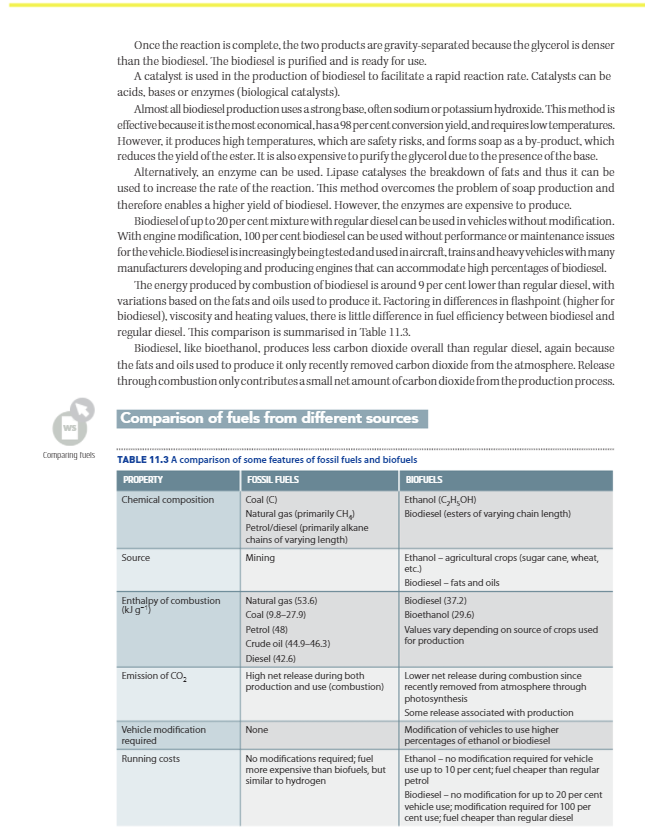 Once the reaction is complete, the two products are gravity-separated because the glycerol is denser
than the biodiesel. The biodiesel is purified and is ready for use.
A catalyst is used in the production of biodiesel to facilitate a rapid reaction rate. Catalysts can be
acids, bases or enzymes (biological catalysts).
Almost all biodiesel production uses a strong base, often sodium or potassium hydroxide. This method is
effective because it is the most economical, has a 98 per cent conversion yield, and requires low temperatures.
However, it produces high temperatures, which are safety risks, and forms soap as a by-product, which
reduces the yield of the ester. It is also expensive to purify the glycerol due to the presence of the base.
Alternatively, an enzyme can be used. Lipase catalyses the breakdown of fats and thus it can be
used to increase the rate of the reaction. This method overcomes the problem of soap production and
therefore enables a higher yield of biodiesel. However, the enzymes are expensive to produce.
Biodiesel of up to 20 per cent mixture with regular diesel can be used in vehicles without modification.
With engine modification, 100 per cent biodiesel can be used without performance or maintenance issues
for the vehicle. Biodiesel is increasingly being tested and used in aircraft, trains and heavy vehicles with many
manufacturers developing and producing engines that can accommodate high percentages of biodiesel.
The energy produced by combustion of biodiesel is around 9 per cent lower than regular diesel, with
variations based on the fats and oils used to produce it. Factoring in differences in flashpoint (higher for
biodiesel), viscosity and heating values, there is little difference in fuel efficiency between biodiesel and
regular diesel. This comparison is summarised in Table 11.3.
Biodiesel, like bioethanol, produces less carbon dioxide overall than regular diesel, again because
the fats and oils used to produce it only recently removed carbon dioxide from the atmosphere. Release
through combustion only contributes a small net amount of carbon dioxide from the production process.
WS
Comparing fuels
Comparison of fuels from different sources
TABLE 11.3 A comparison of some features of fossil fuels and biofuels
PROPERTY FOSSIL FUELS BIOFUELS
Chemical composition
Coal (C)
Natural gas (primarily CH₄)
Petrol/diesel (primarily alkane
chains of varying length)
Ethanol (C₂H₅OH)
Biodiesel (esters of varying chain length)
Source
Mining
Ethanol – agricultural crops (sugar cane, wheat,
etc.)
Biodiesel – fats and oils
Enthalpy of combustion
(kJ g⁻¹)
Natural gas (53.6)
Coal (9.8–27.9)
Petrol (48)
Crude oil (44.9–46.3)
Diesel (42.6)
Biodiesel (37.2)
Bioethanol (29.6)
Values vary depending on source of crops used
for production
Emission of CO₂
High net release during both
production and use (combustion)
Lower net release during combustion since
recently removed from atmosphere through
photosynthesis
Some release associated with production
Vehicle modification
required
None
Modification of vehicles to use higher
percentages of ethanol or biodiesel
Running costs
No modifications required; fuel
more expensive than biofuels, but
similar to hydrogen
Ethanol – no modification required for vehicle
use up to 10 per cent; fuel cheaper than regular
petrol
Biodiesel – no modification for up to 20 per cent
vehicle use; modification required for 100 per
cent use; fuel cheaper than regular diesel